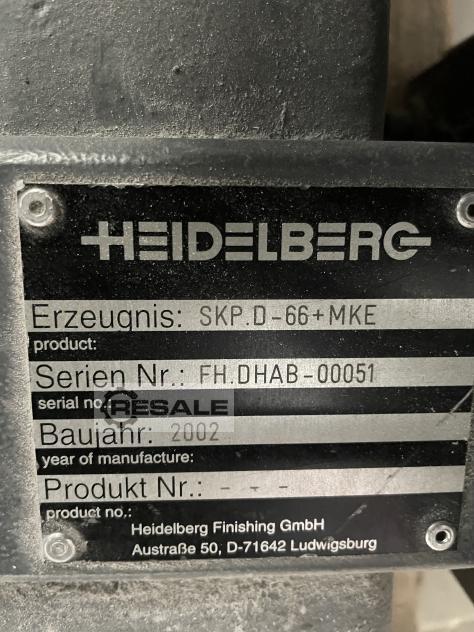 HEIDELBERG
Erzeugnis: SKP.D-66+MKE
product:
Serien Nr.: FH.DHAB-00051
serial no.
RESALE
Baujahr: 2002
year of manufacture:
Produkt Nr.: - - -
product no.:
Heidelberg Finishing GmbH
Austraße 50, D-71642 Ludwigsburg